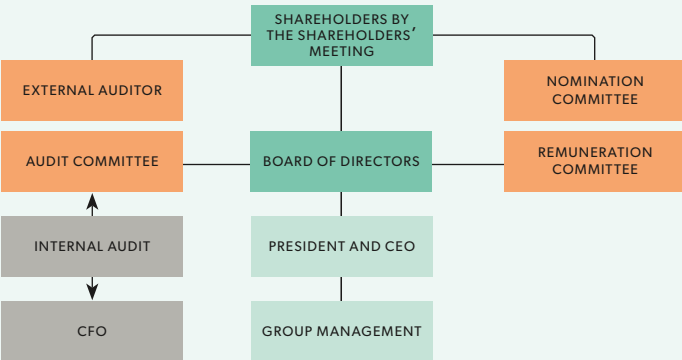 SHAREHOLDERS BY
THE SHAREHOLDERS’
MEETING
EXTERNAL AUDITOR
NOMINATION
COMMITTEE
AUDIT COMMITTEE
BOARD OF DIRECTORS
REMUNERATION
COMMITTEE
INTERNAL AUDIT
PRESIDENT AND CEO
CFO
GROUP MANAGEMENT